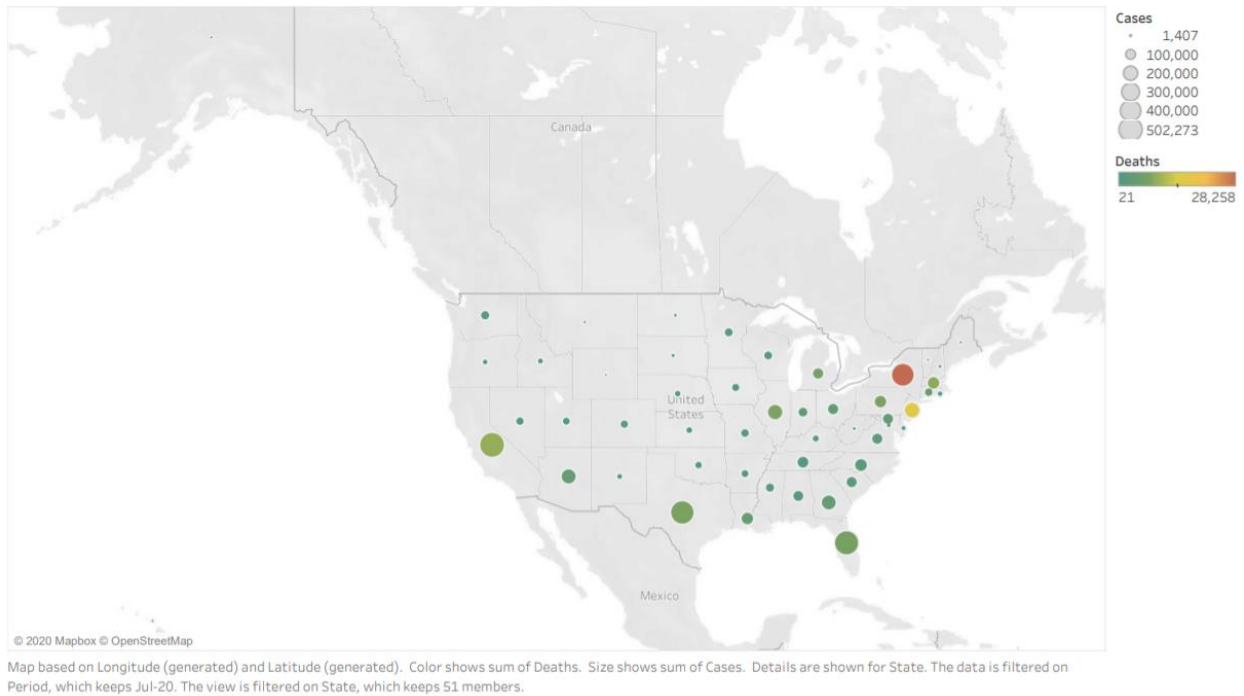 Cases
1,407
100,000
200,000
300,000
400,000
502,273
Deaths
21 28,258
Canada
United
States
Mexico
© 2020 Mapbox © OpenStreetMap
Map based on Longitude (generated) and Latitude (generated).  Color shows sum of Deaths.  Size shows sum of Cases.  Details are shown for State. The data is filtered on
Period, which keeps Jul-20. The view is filtered on State, which keeps 51 members.